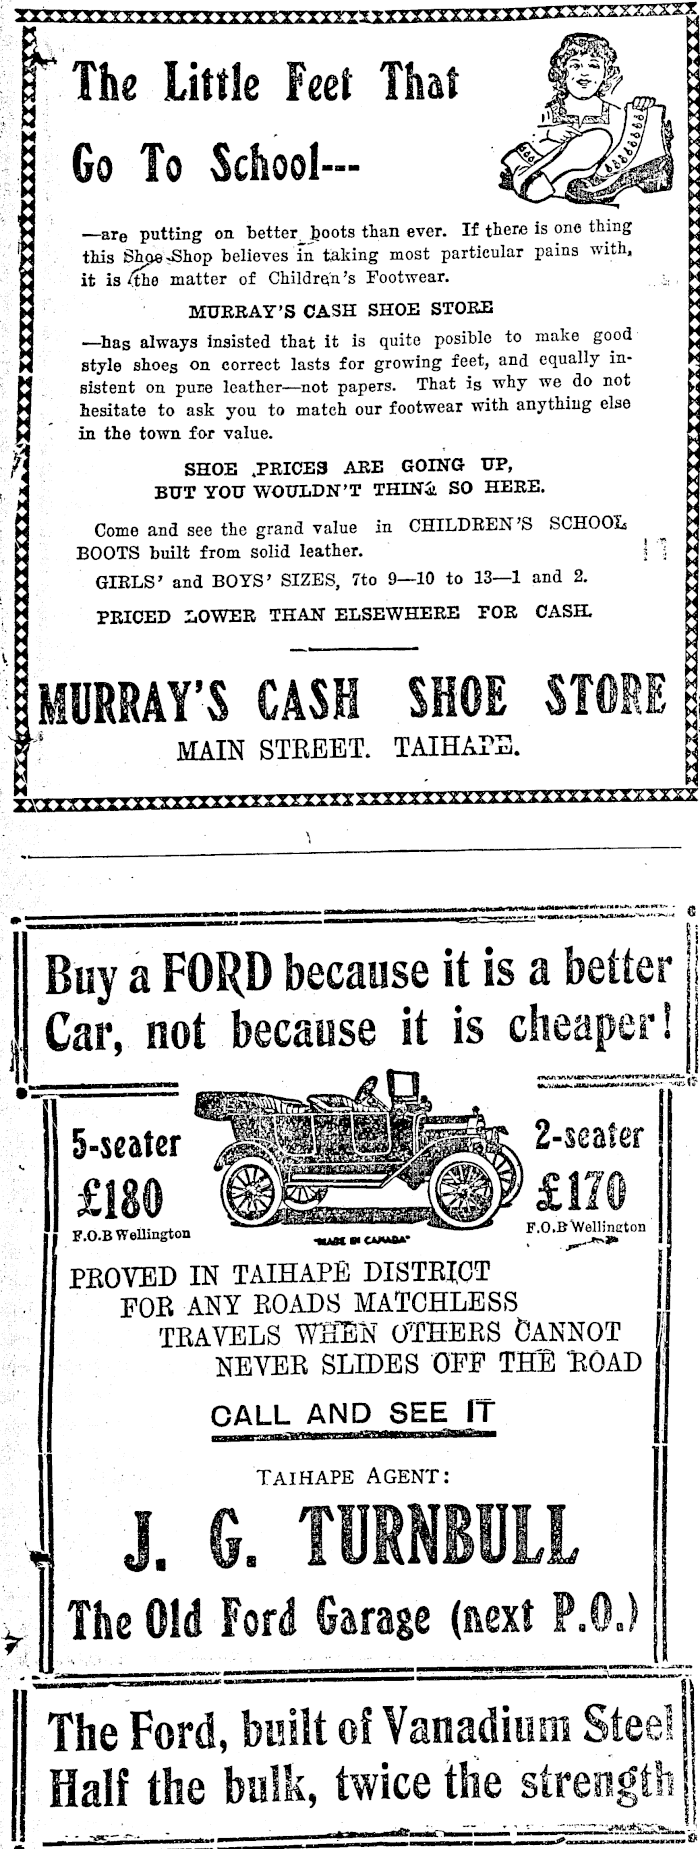 The Little Feet That
Go To School---
—are putting on better boots than ever. If there is one thing
this Shoe Shop believes in taking most particular pains with,
it is the matter of Children's Footwear.
MURRAY'S CASH SHOE STORE
—has always insisted that it is quite posible to make good
style shoes on correct lasts for growing feet, and equally in-
sistent on pure leather—not papers. That is why we do not
hesitate to ask you to match our footwear with anything else
in the town for value.
SHOE PRICES ARE GOING UP,
BUT YOU WOULDN'T THINK SO HERE.
Come and see the grand value in CHILDREN'S SCHOOL
BOOTS built from solid leather.
GIRLS' and BOYS' SIZES, 7to 9—10 to 13—1 and 2.
PRICED LOWER THAN ELSEWHERE FOR CASH.
MURRAY'S CASH SHOE STORE
MAIN STREET. TAIHAPE.
Buy a FORD because it is a better
Car, not because it is cheaper!
5-seater
£180
F.O.B Wellington
2-seater
£170
F.O.B Wellington
"MADE IN CANADA"
PROVED IN TAIHAPE DISTRICT
FOR ANY ROADS MATCHLESS
TRAVELS WHEN OTHERS CANNOT
NEVER SLIDES OFF THE ROAD
CALL AND SEE IT
TAIHAPE AGENT:
J. G. TURNBULL
The Old Ford Garage (next P.O.)
The Ford, built of Vanadium Steel
Half the bulk, twice the strength